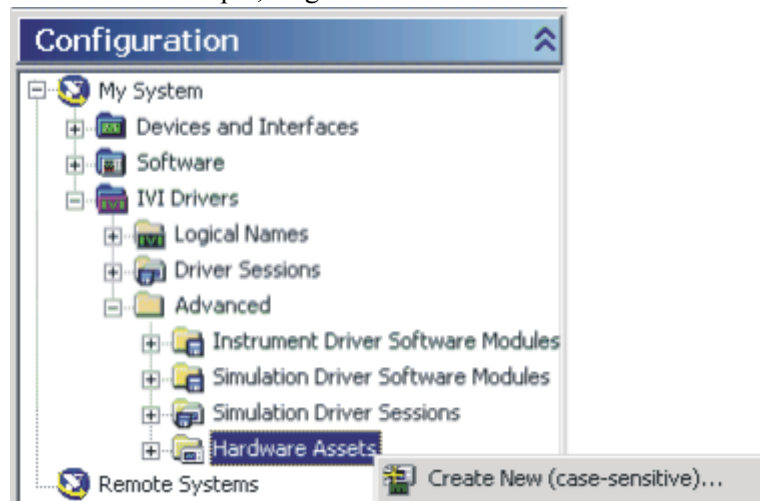 Configuration
My System
Devices and Interfaces
Software
IVI Drivers
Logical Names
Driver Sessions
Advanced
Instrument Driver Software Modules
Simulation Driver Software Modules
Simulation Driver Sessions
Hardware Assets
Create New (case-sensitive)...
Remote Systems